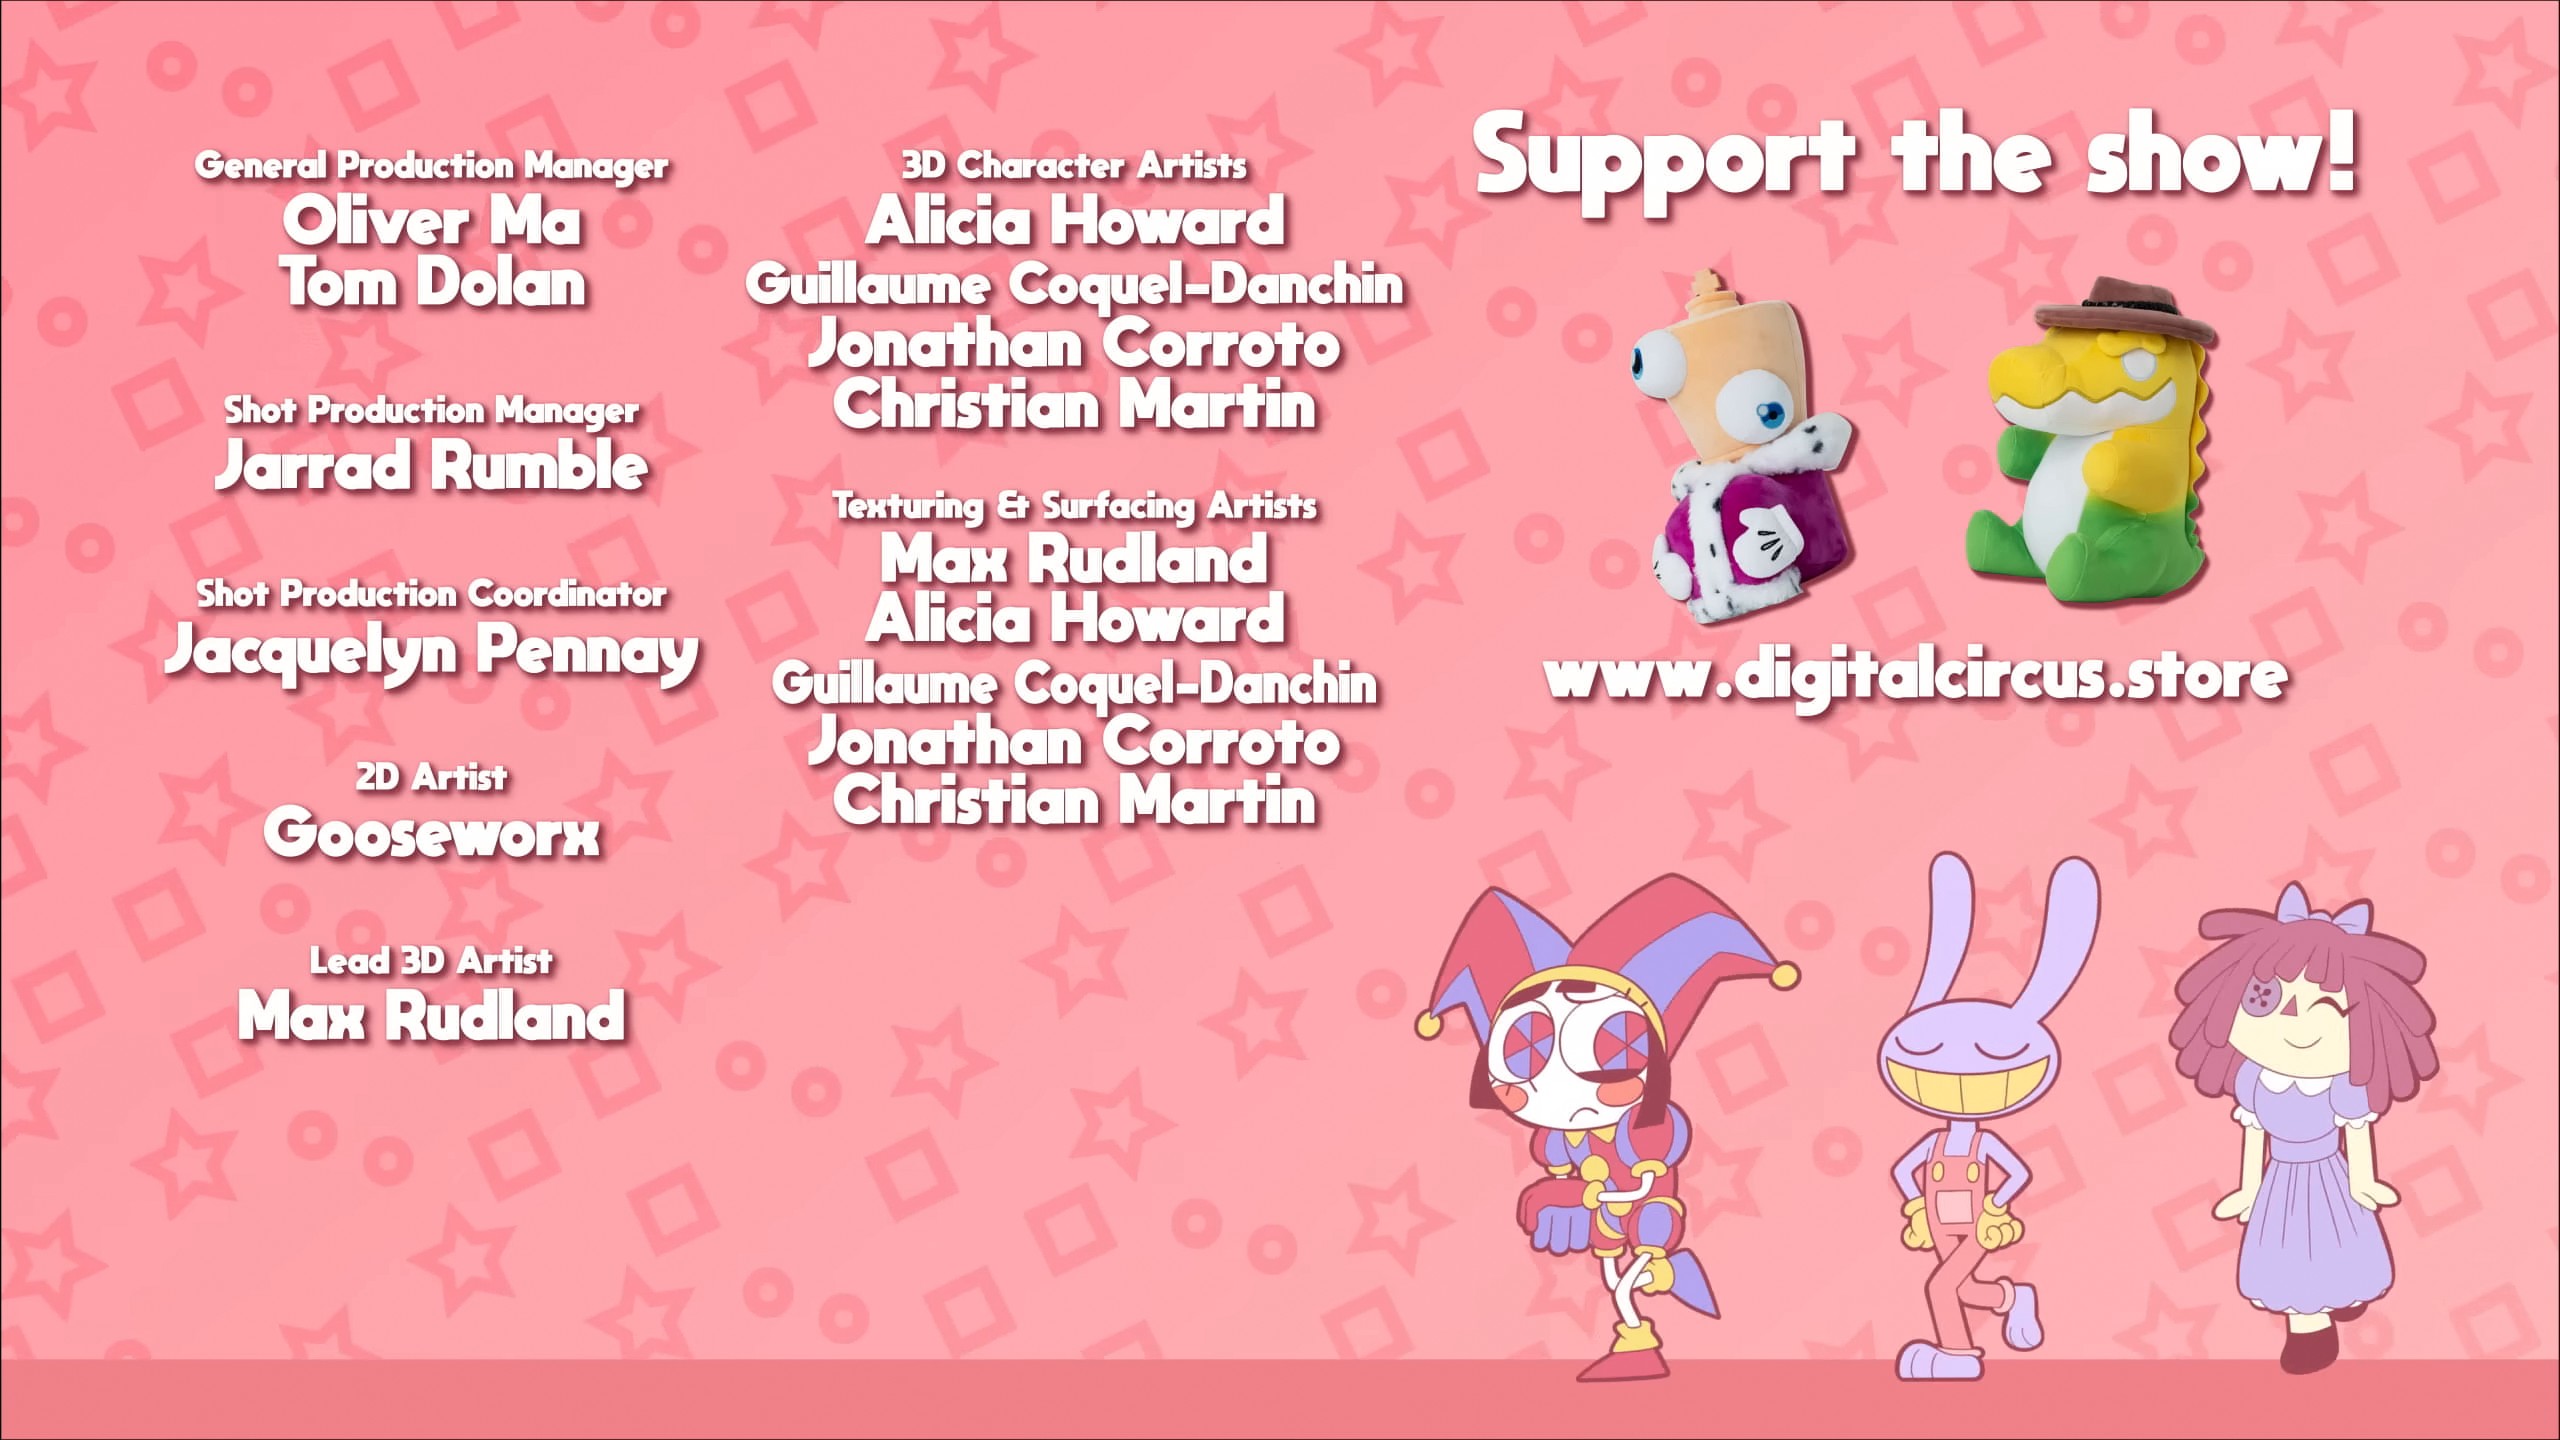 General Production Manager
Oliver Ma
Tom Dolan
Shot Production Manager
Jarrad Rumble
Shot Production Coordinator
Jacquelyn Pennay
2D Artist
Gooseworx
Lead 3D Artist
Max Rudland
3D Character Artists
Alicia Howard
Guillaume Coquel-Danchin
Jonathan Corroto
Christian Martin
Texturing & Surfacing Artists
Max Rudland
Alicia Howard
Guillaume Coquel-Danchin
Jonathan Corroto
Christian Martin
Support the show!
www.digitalcircus.store